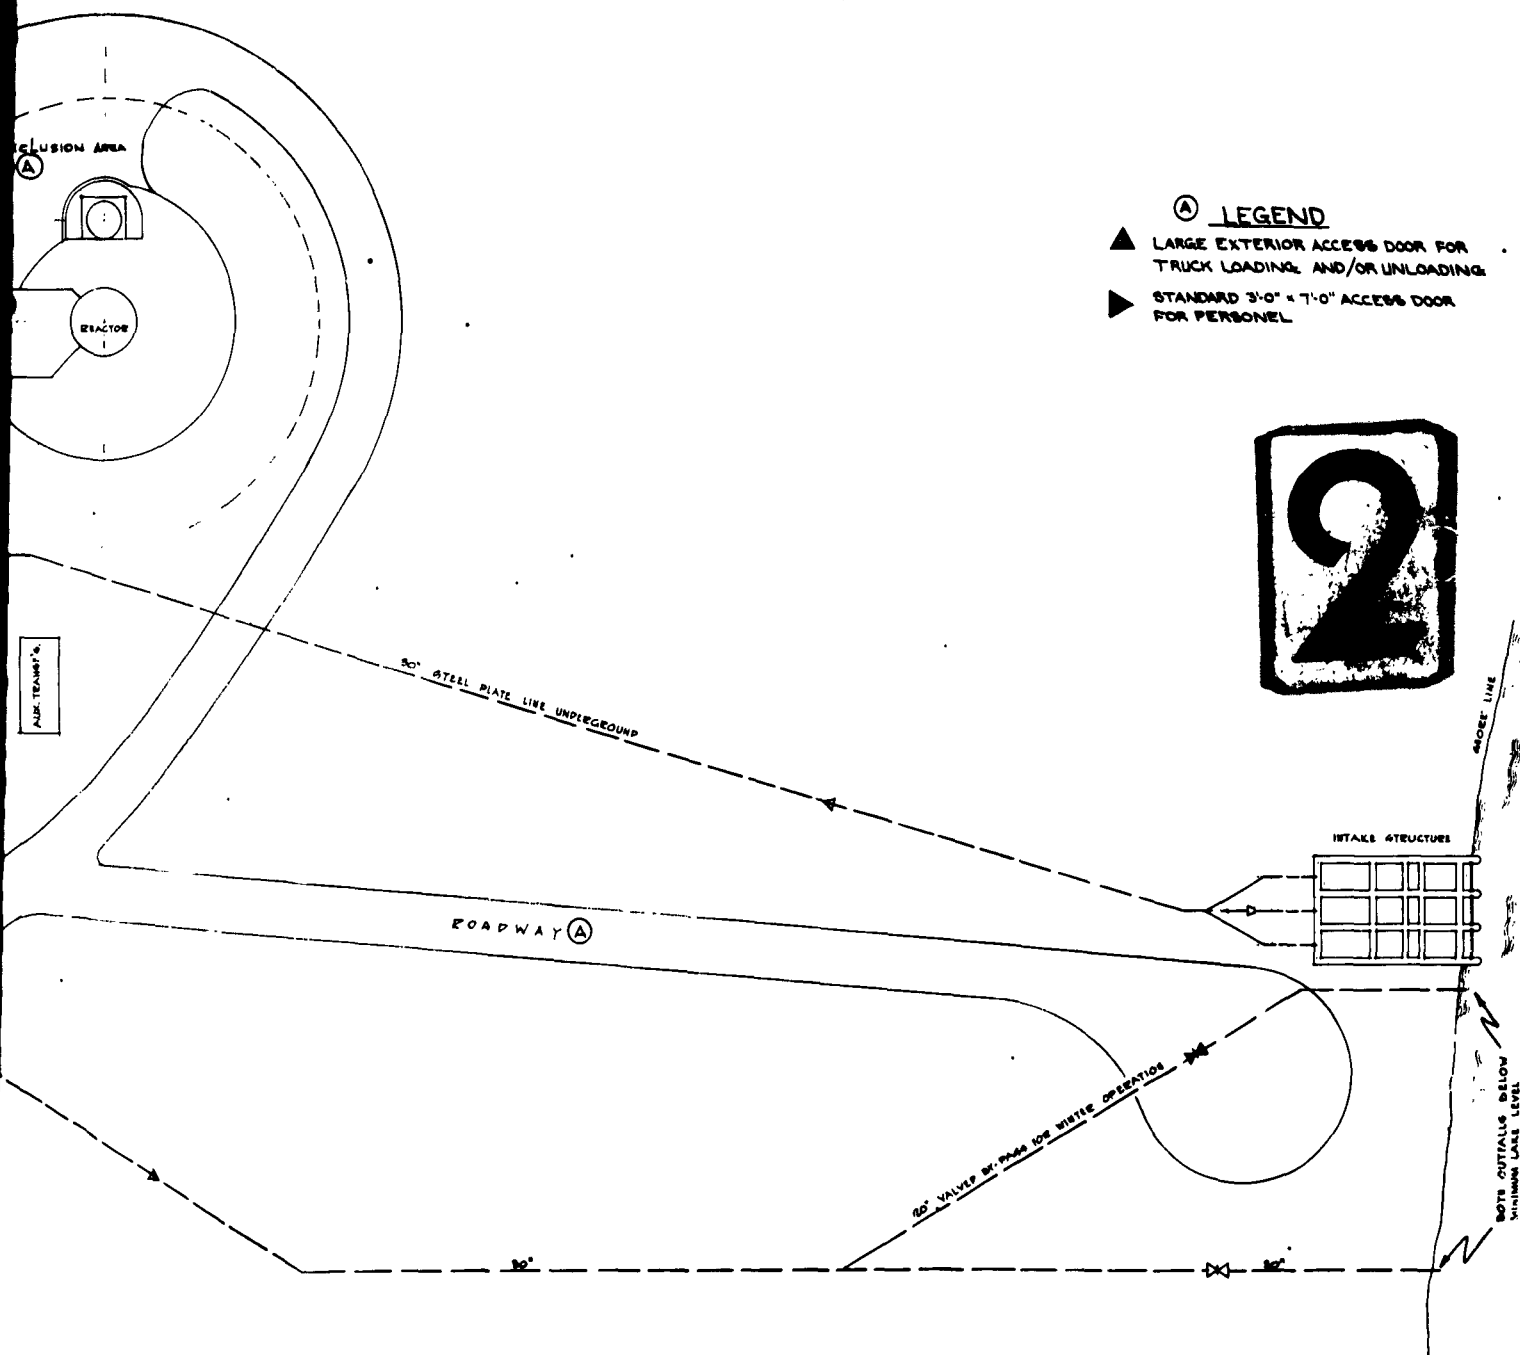 CLUSION AREA
A
REACTOR
A LEGEND
LARGE EXTERIOR ACCESS DOOR FOR
TRUCK LOADING AND/OR UNLOADING
STANDARD 3'-0" x 7'-0" ACCESS DOOR
FOR PERSONEL
2
30" STEEL PLATE LINE UNDERGROUND
AUX. TRANSF'S.
SHORE LINE
INTAKE STRUCTURE
ROADWAY A
20" VALVED BY-PASS FOR WINTER OPERATION
BOTH OUTFALLS BELOW
MINIMUM LAKE LEVEL
30"